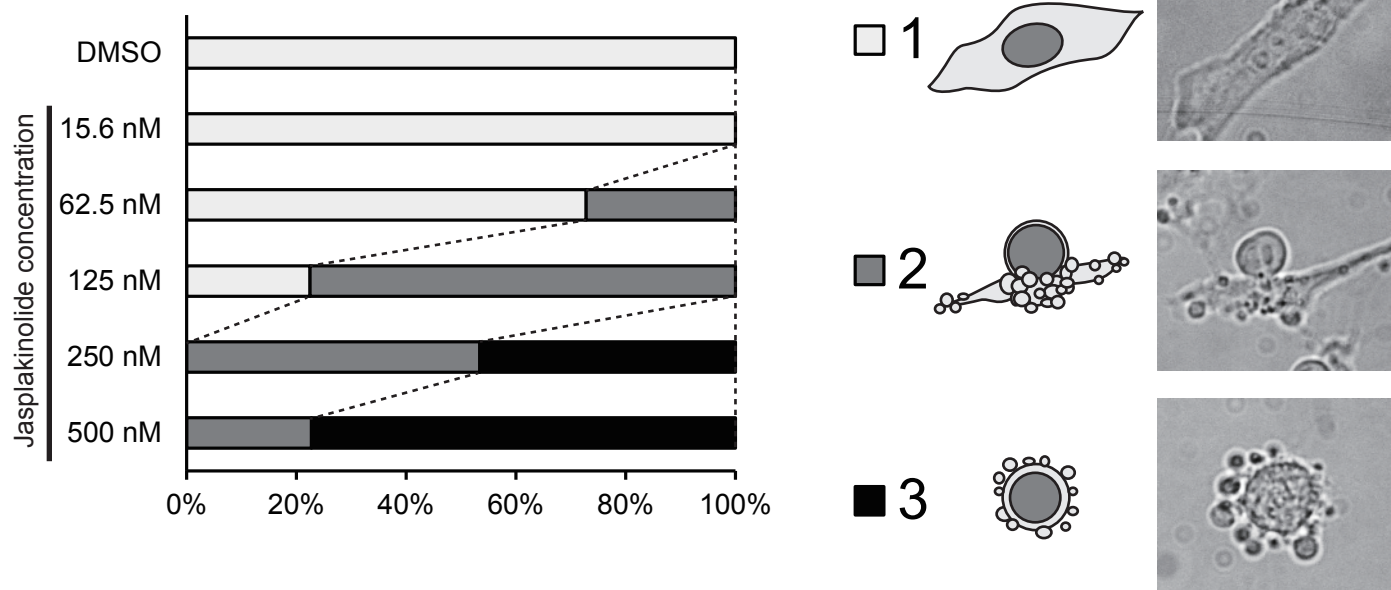 DMSO
Jasplakinolide concentration
15.6 nM
62.5 nM
125 nM
250 nM
500 nM
0% 20% 40% 60% 80% 100%
1
2
3